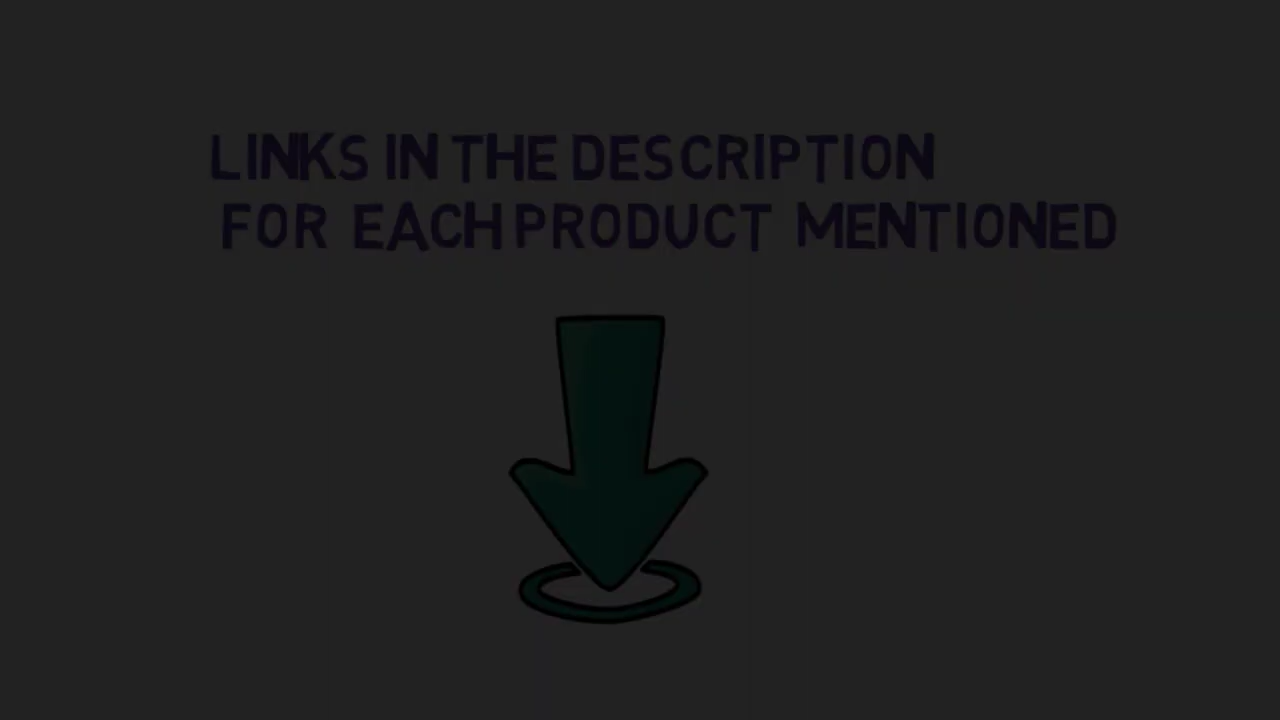 LINKS IN THE DESCRIPTION
FOR EACH PRODUCT MENTIONED